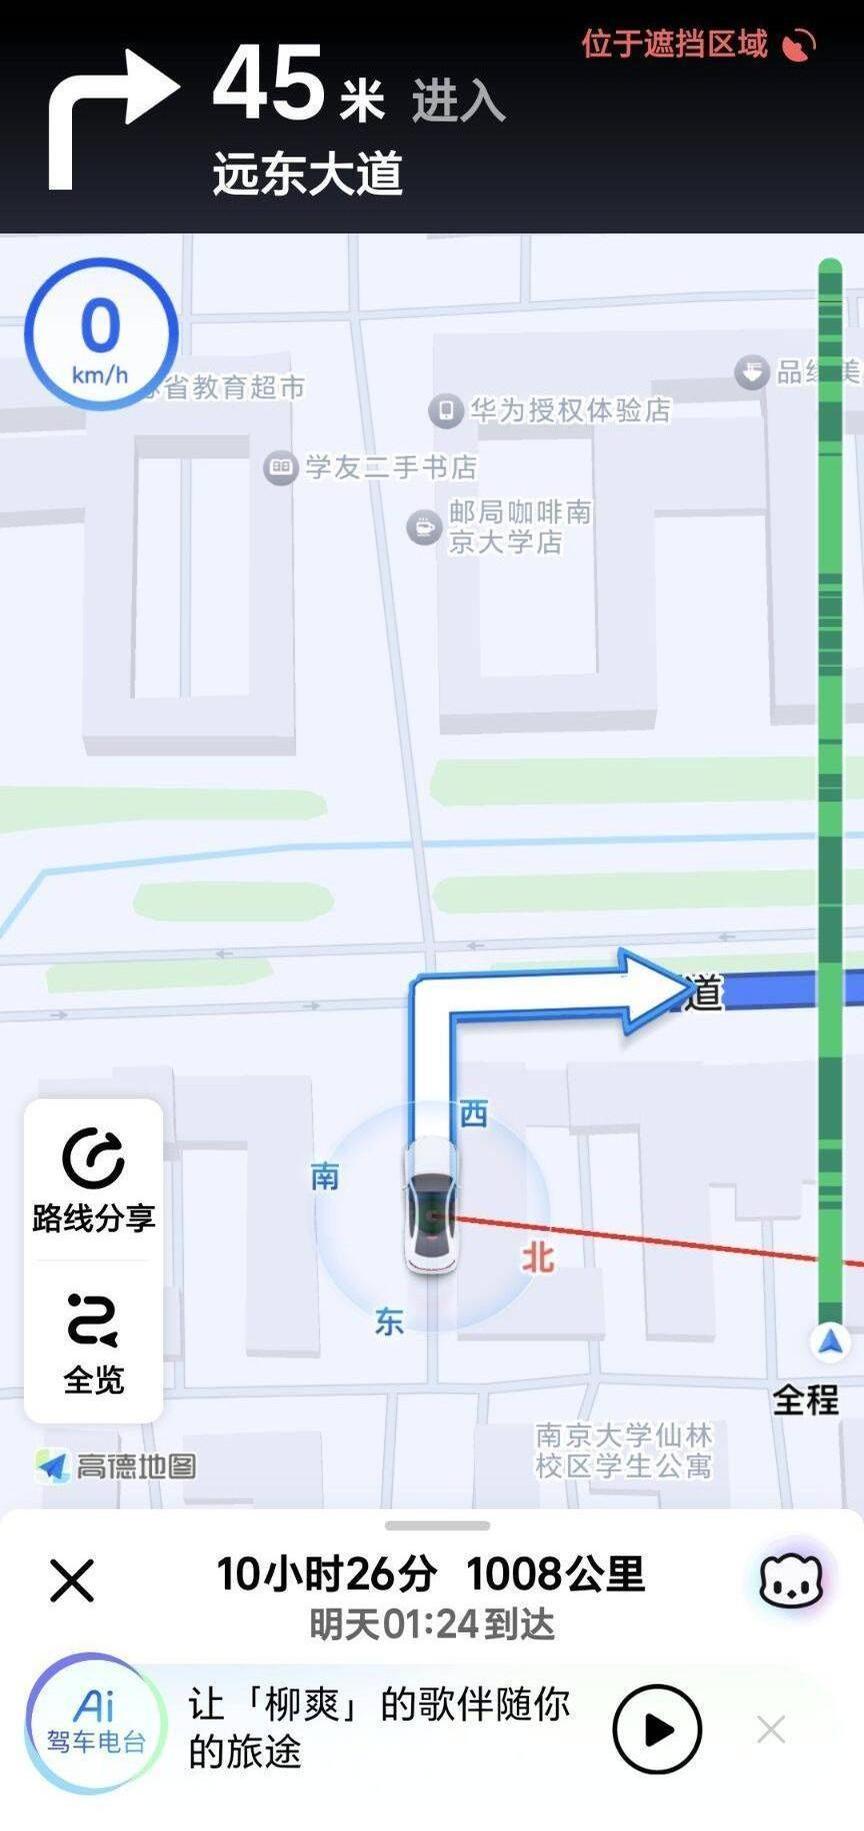 位于遮挡区域
45米 进入
远东大道
0
km/h
省教育超市
华为授权体验店
品
美
学友二手书店
邮局咖啡南
京大学店
道
西
南
北
东
路线分享
全览
全程
南京大学仙林
校区学生公寓
高德地图
10小时26分 1008公里
明天01:24到达
Ai
驾车电台
让「柳爽」的歌伴随你
的旅途